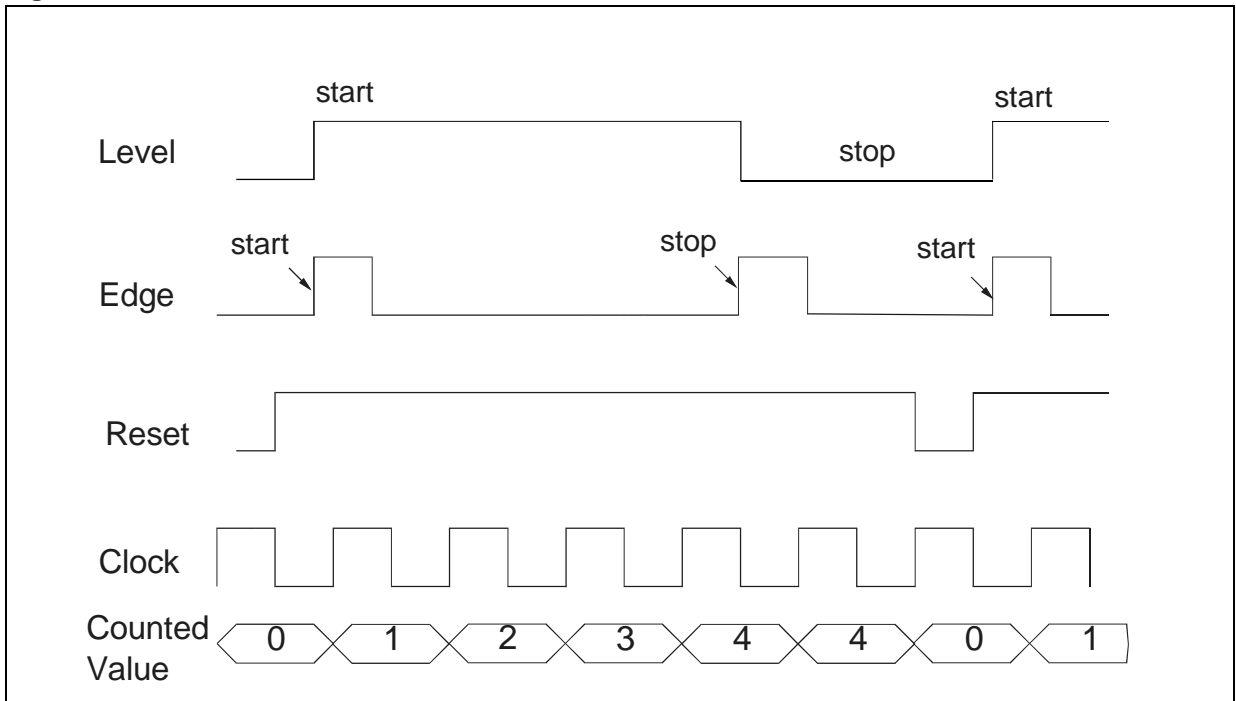 start
start
Level
stop
start
stop
start
Edge
Reset
Clock
Counted
Value
0 1 2 3 4 4 0 1